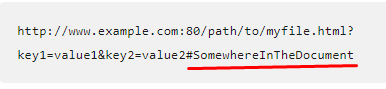 http://www.example.com:80/path/to/myfile.html?
key1=value1&key2=value2#SomewhereInTheDocument